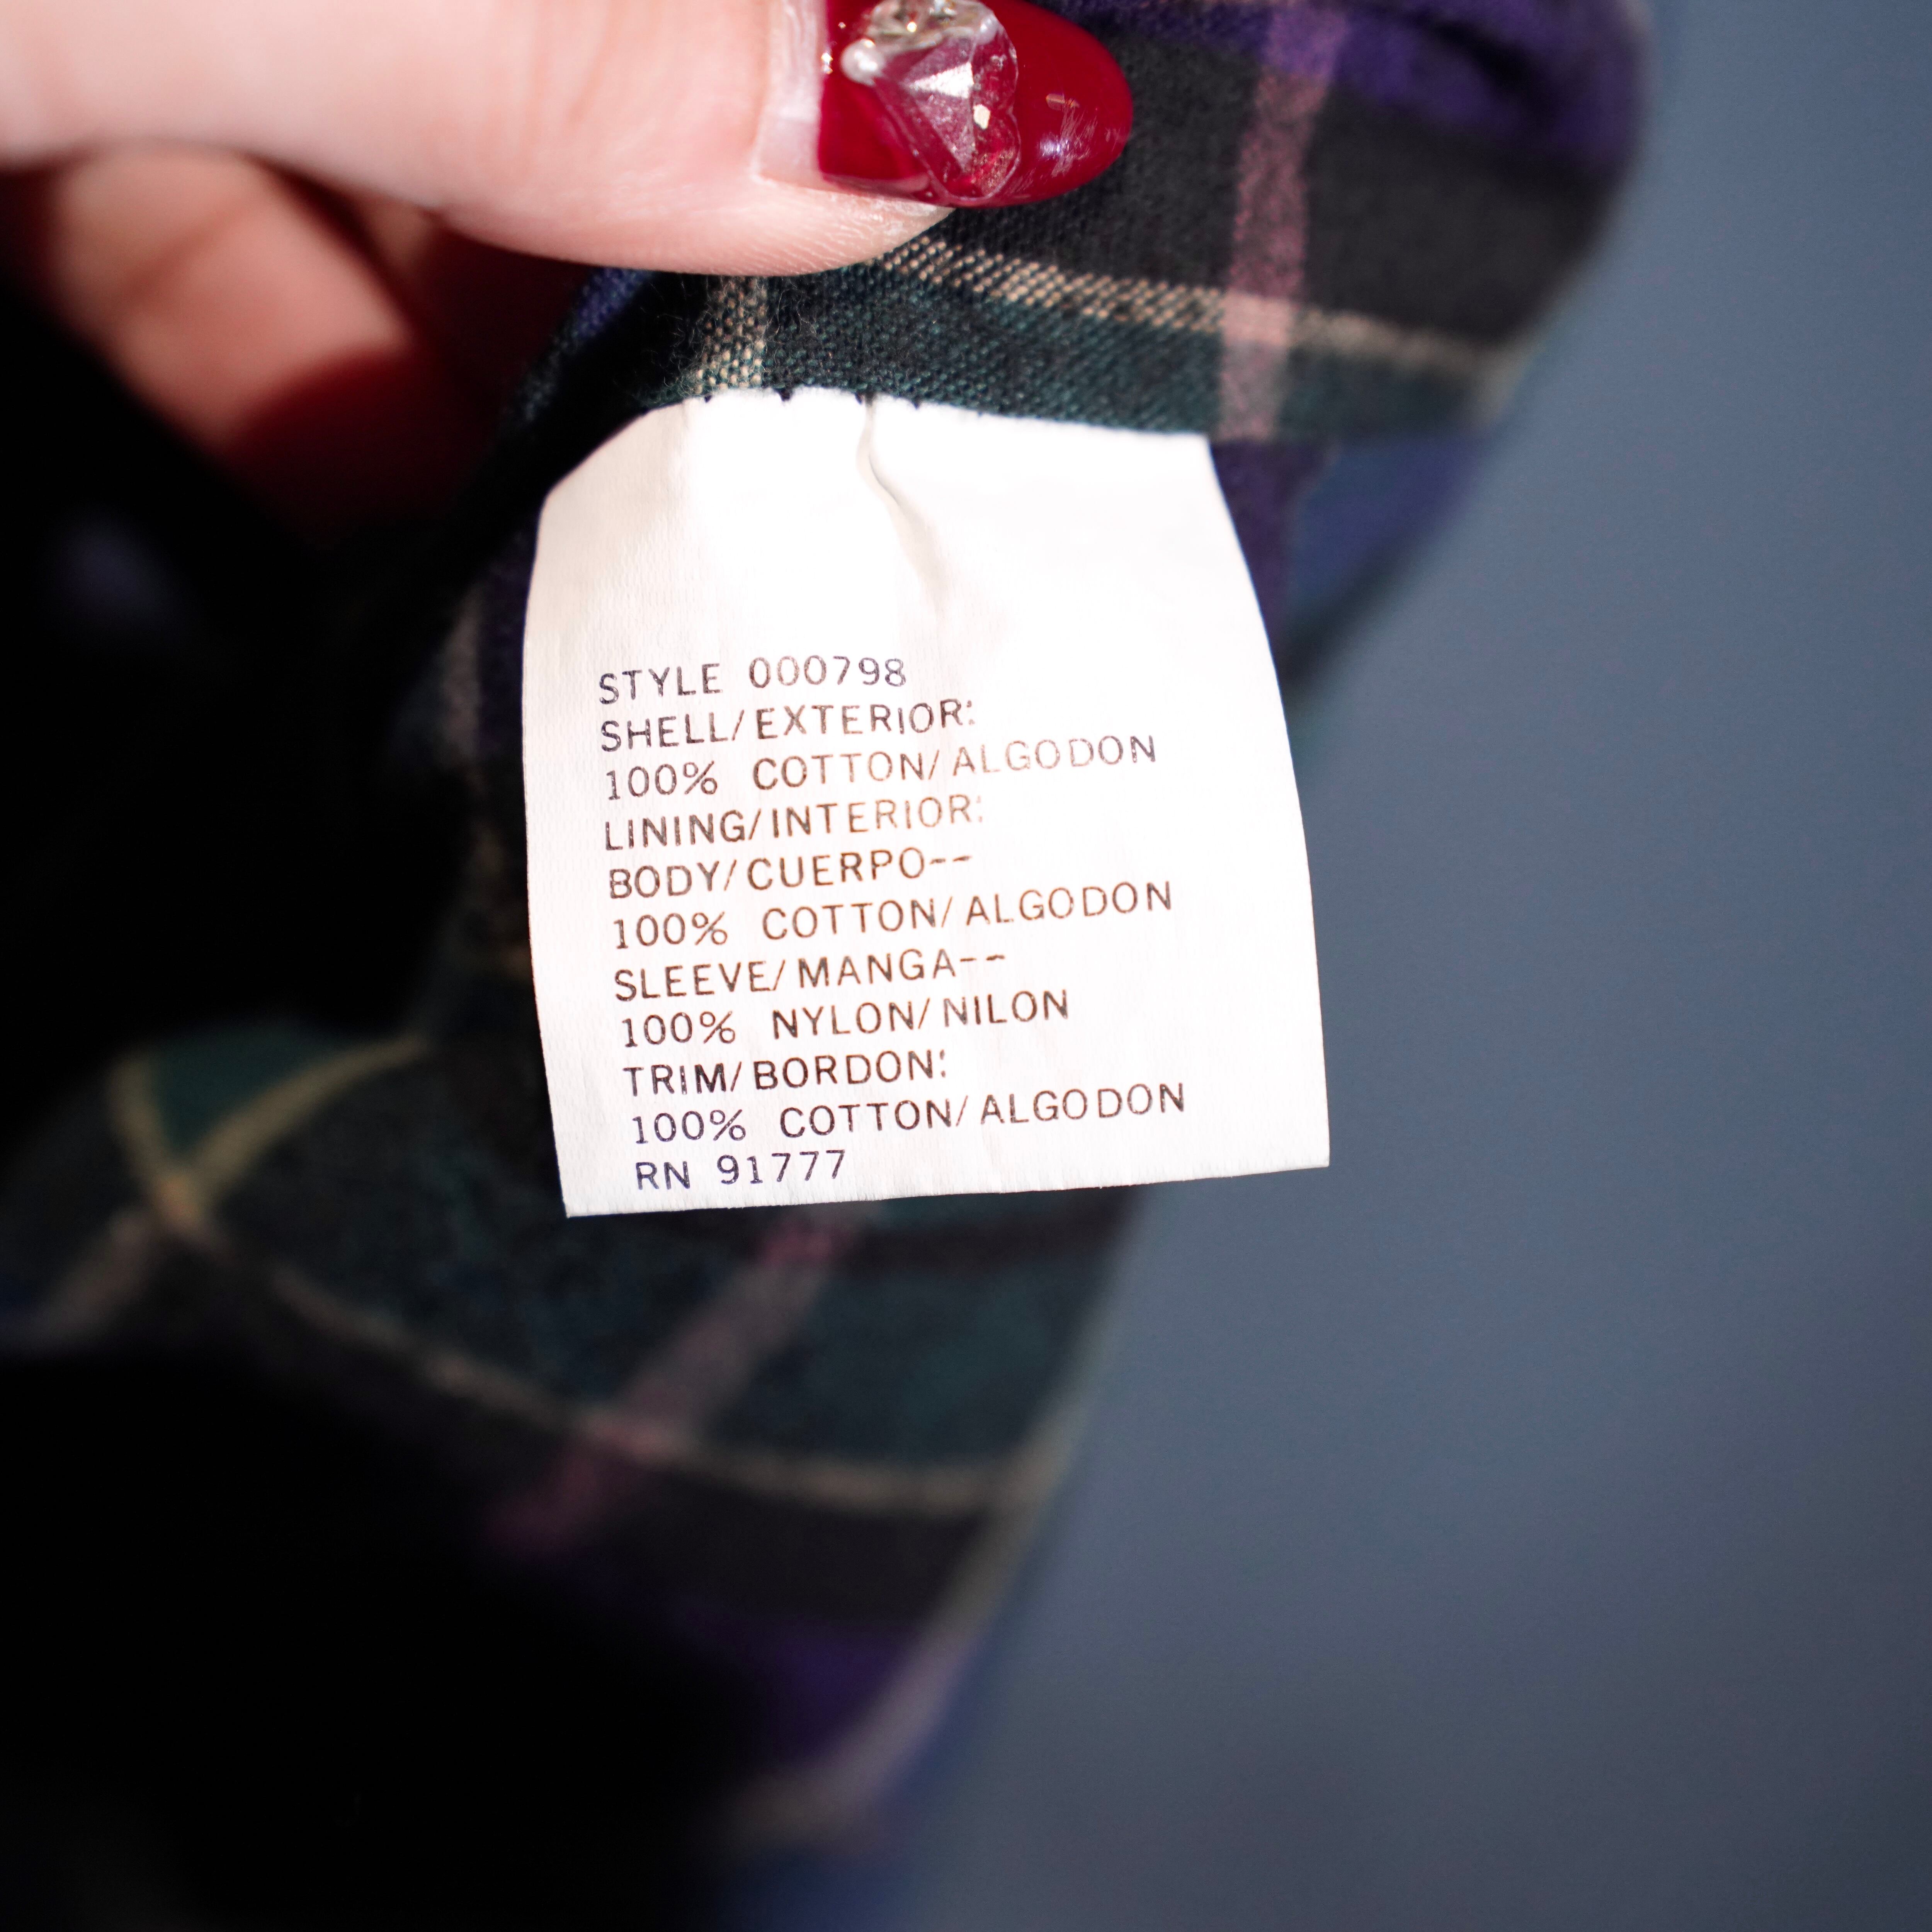 STYLE 000798
SHELL/EXTERIOR:
100% COTTON/ALGODON
LINING/INTERIOR:
BODY/CUERPO--
100% COTTON/ALGODON
SLEEVE/MANGA--
100% NYLON/NILON
TRIM/BORDON:
100% COTTON/ALGODON
RN 91777